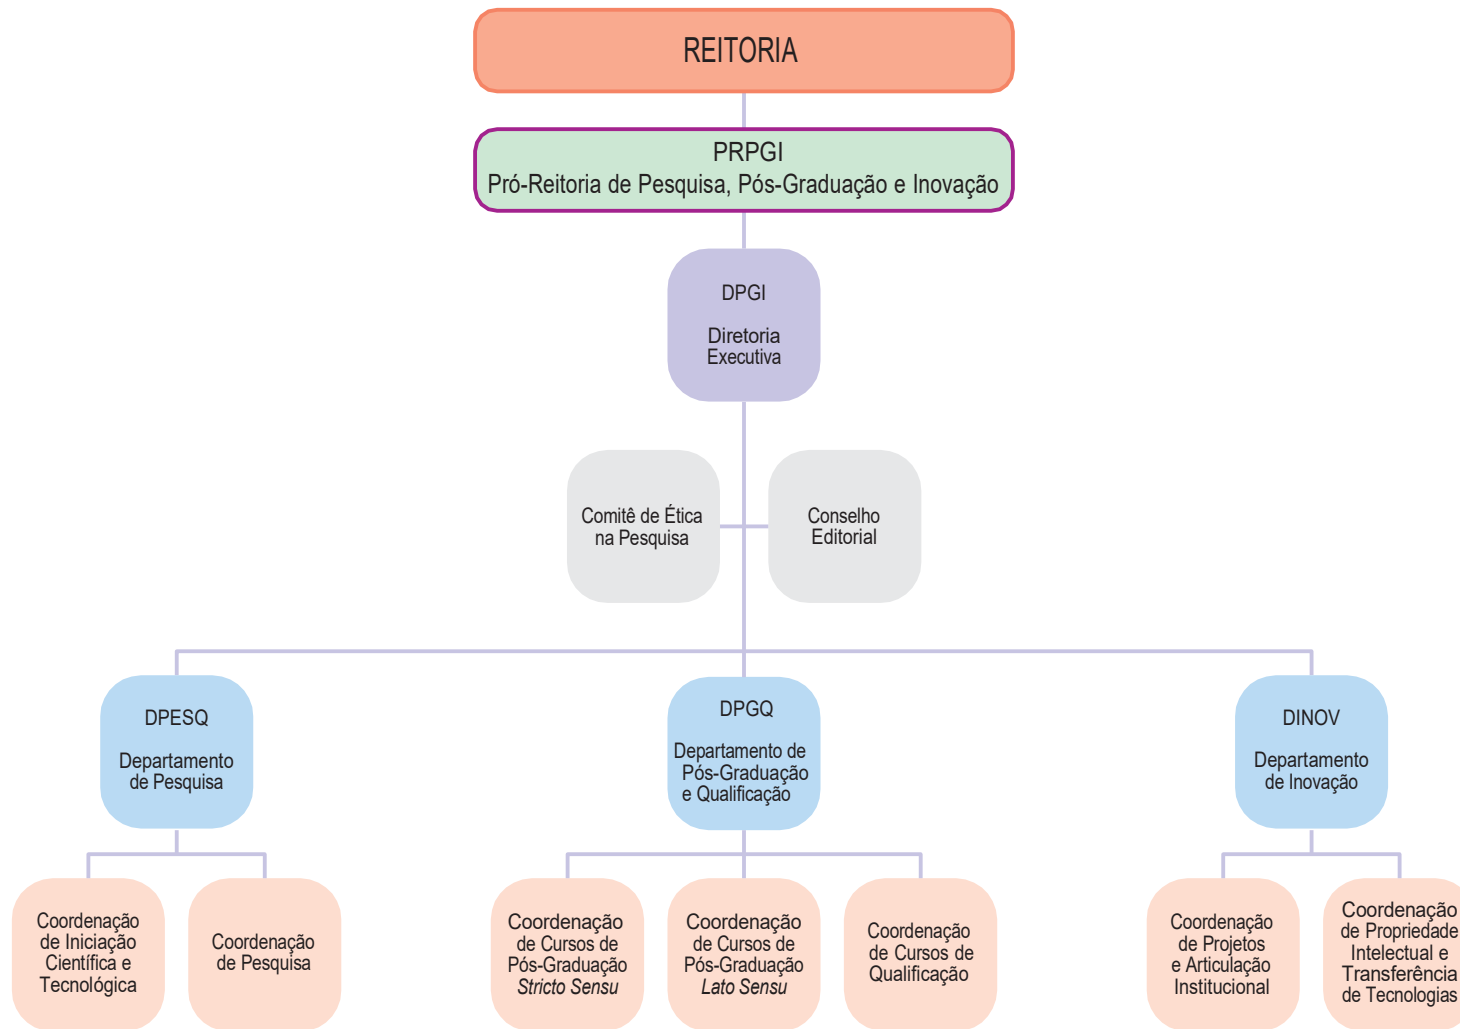 REITORIA
PRPGI
Pró-Reitoria de Pesquisa, Pós-Graduação e Inovação
DPGI
Diretoria
Executiva
Comitê de Ética
na Pesquisa
Conselho
Editorial
DPESQ
Departamento
de Pesquisa
DPGQ
Departamento de
Pós-Graduação
e Qualificação
DINOV
Departamento
de Inovação
Coordenação
de Iniciação
Científica e
Tecnológica
Coordenação
de Pesquisa
Coordenação
de Cursos de
Pós-Graduação
Stricto Sensu
Coordenação
de Cursos de
Pós-Graduação
Lato Sensu
Coordenação
de Cursos de
Qualificação
Coordenação
de Projetos
e Articulação
Institucional
Coordenação
de Propriedade
Intelectual e
Transferência
de Tecnologias